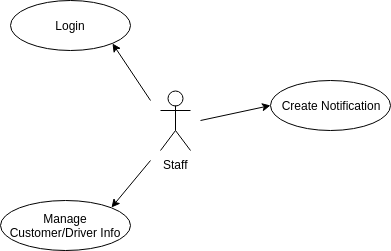 Login
Create Notification
Staff
Manage
Customer/Driver Info